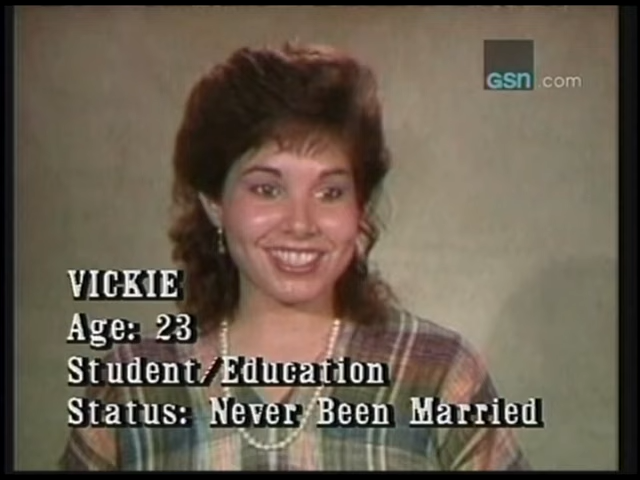 GSN.com
VICKIE
Age: 23
Student/Education
Status: Never Been Married